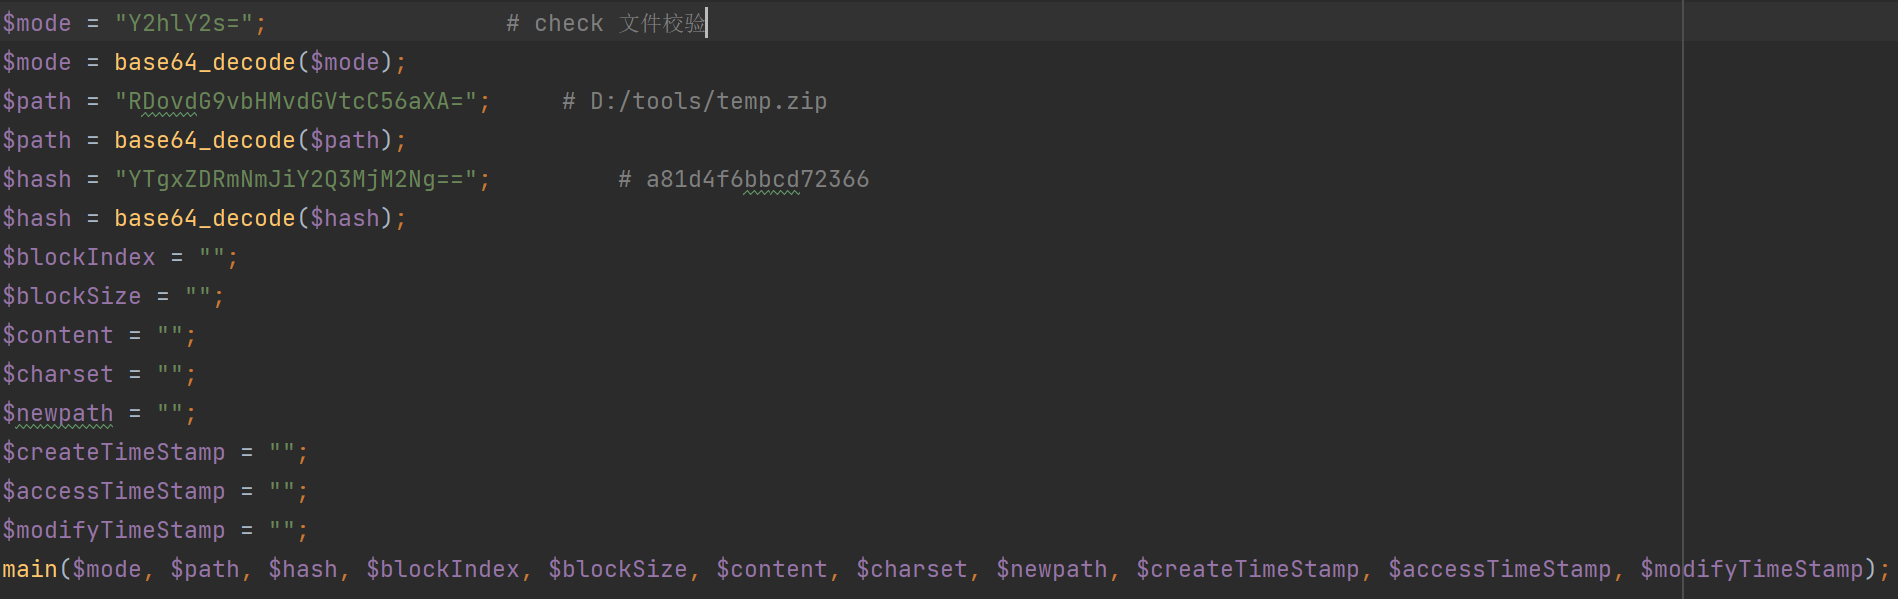 $mode = "Y2hlY2s=";                 # check 文件校验
$mode = base64_decode($mode);
$path = "RDovdG9vbHMvdGVtcC56aXA=";     # D:/tools/temp.zip
$path = base64_decode($path);
$hash = "YTgxZDRmNmJiY2Q3MjM2Ng==";         # a81d4f6bbcd72366
$hash = base64_decode($hash);
$blockIndex = "";
$blockSize = "";
$content = "";
$charset = "";
$newpath = "";
$createTimeStamp = "";
$accessTimeStamp = "";
$modifyTimeStamp = "";
main($mode, $path, $hash, $blockIndex, $blockSize, $content, $charset, $newpath, $createTimeStamp, $accessTimeStamp, $modifyTimeStamp);